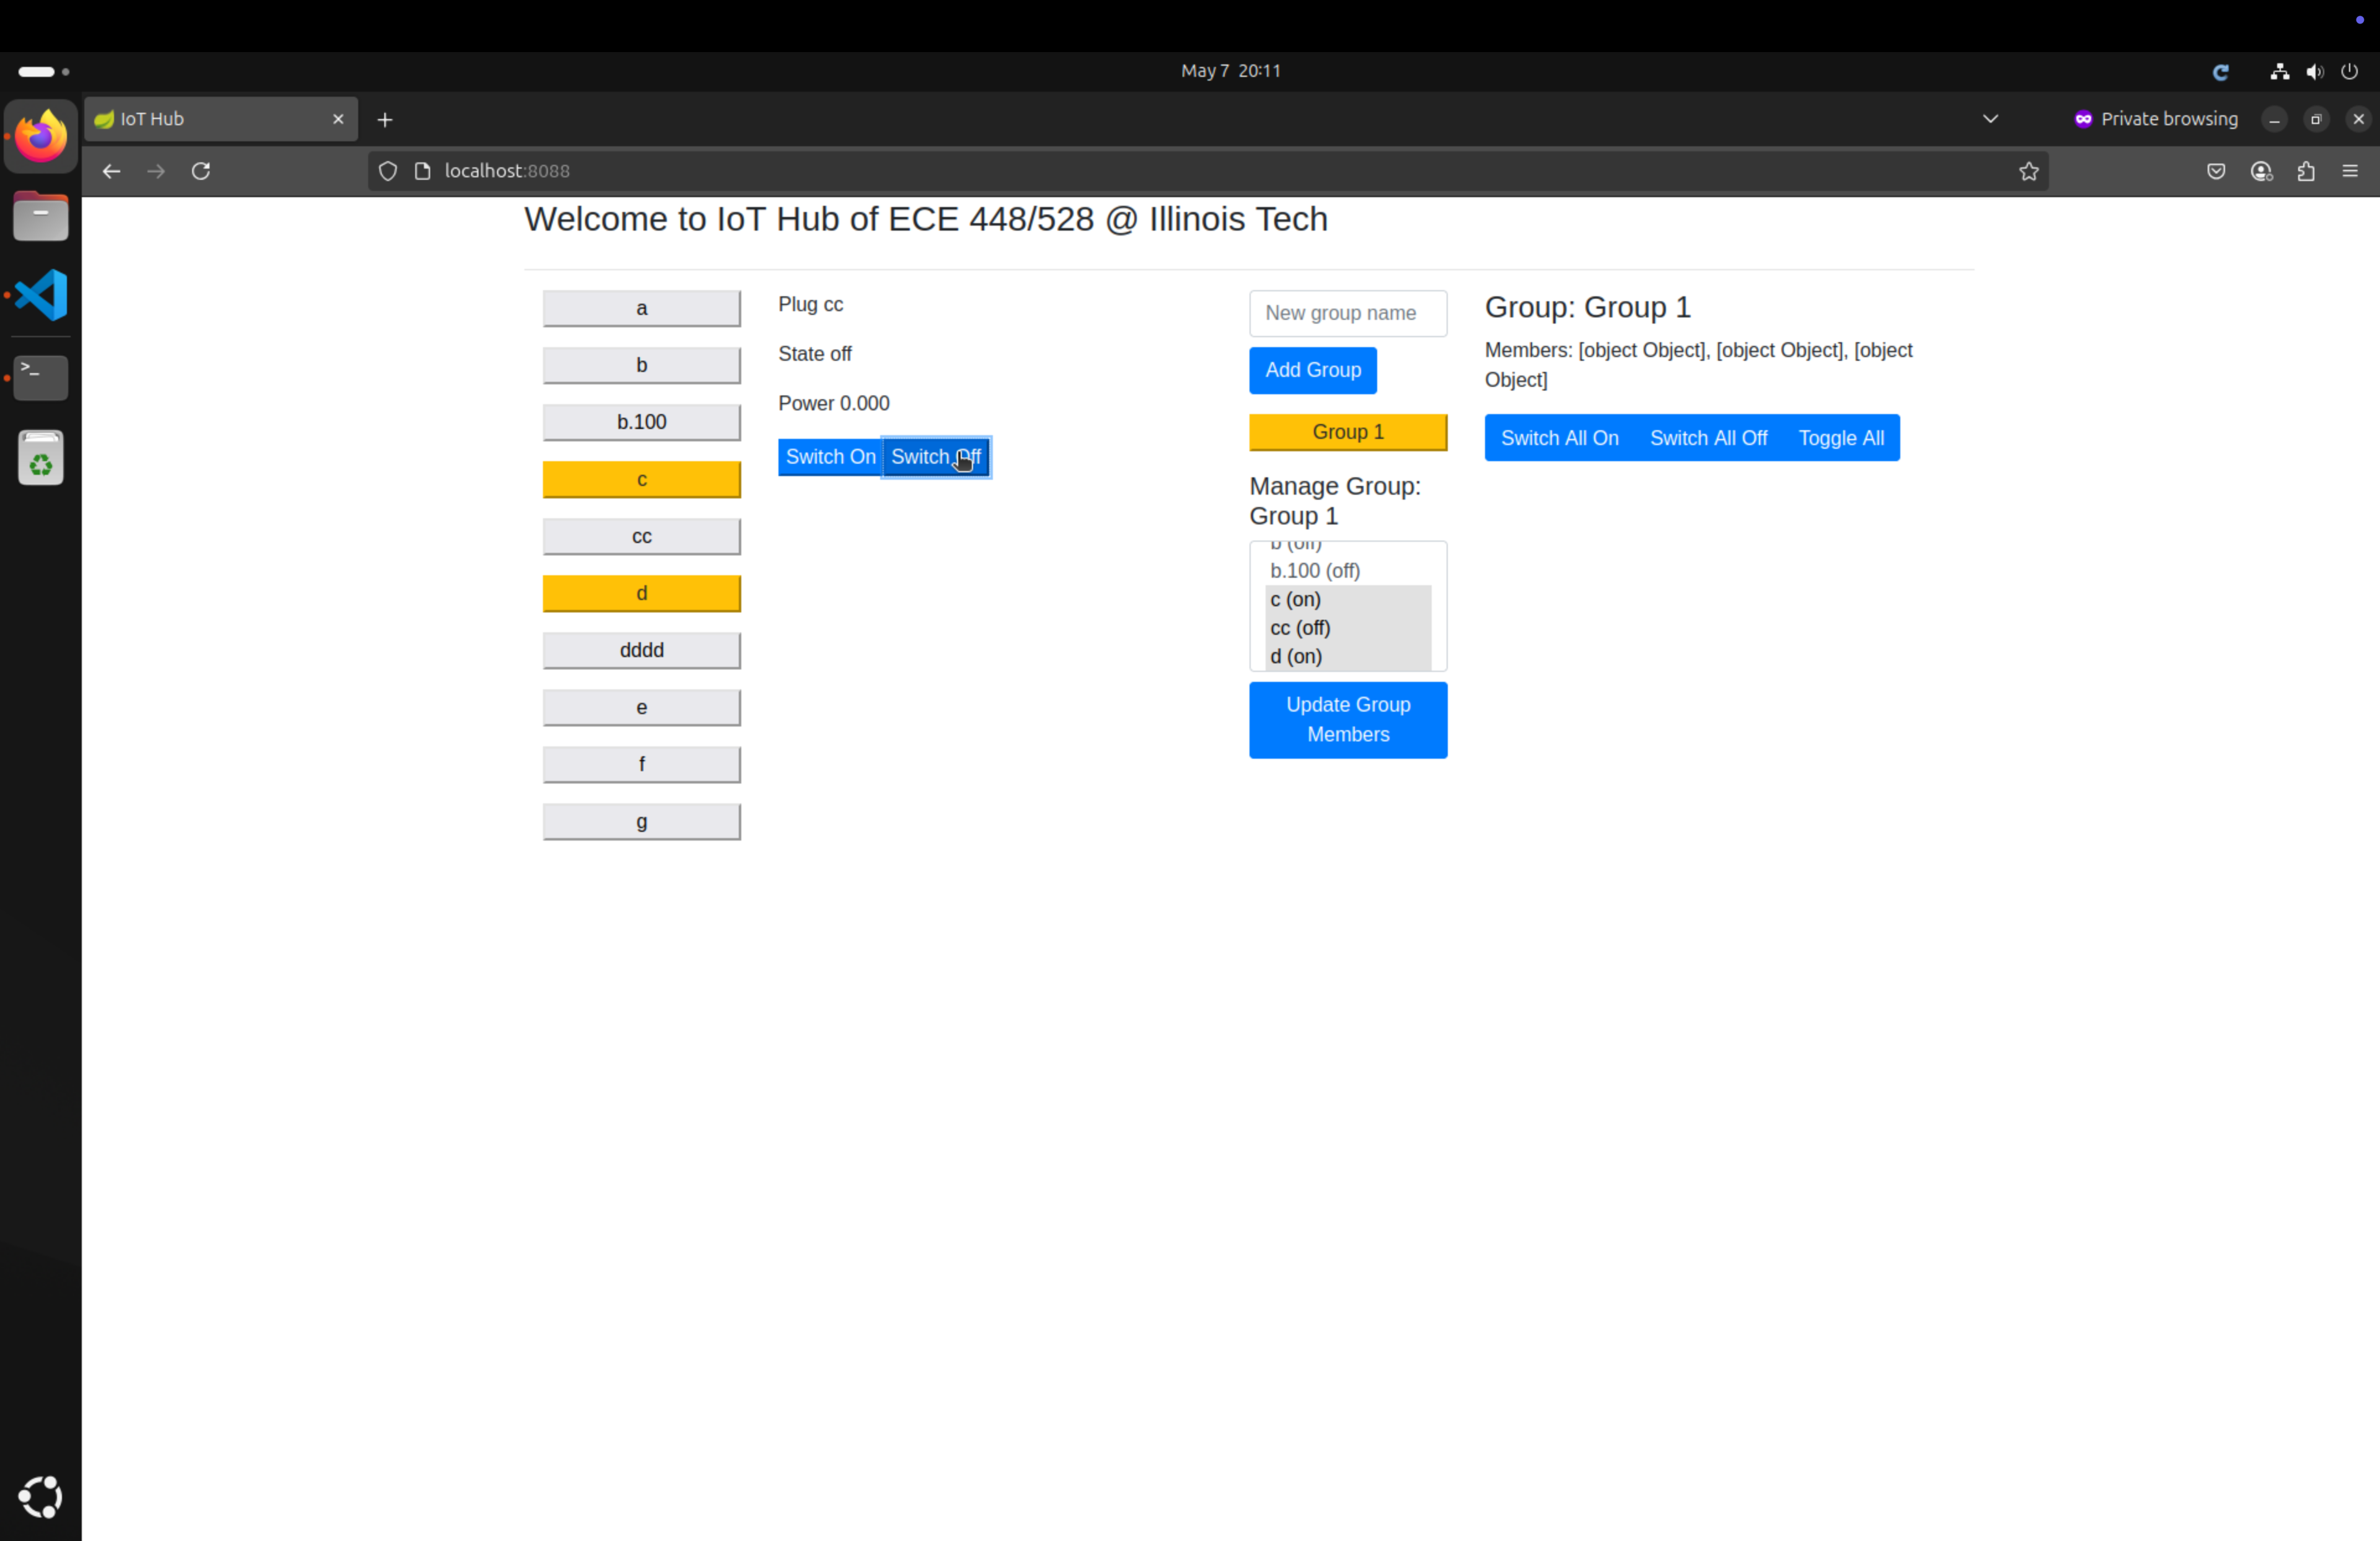 May 7 20:11
IoT Hub
Private browsing
localhost:8088
Welcome to IoT Hub of ECE 448/528 @ Illinois Tech
a
b
b.100
c
cc
d
dddd
e
f
g
Plug cc
State off
Power 0.000
Switch On
Switch Off
New group name
Add Group
Group 1
Manage Group:
Group 1
b (off)
b.100 (off)
c (on)
cc (off)
d (on)
Update Group
Members
Group: Group 1
Members: [object Object], [object Object], [object
Object]
Switch All On
Switch All Off
Toggle All